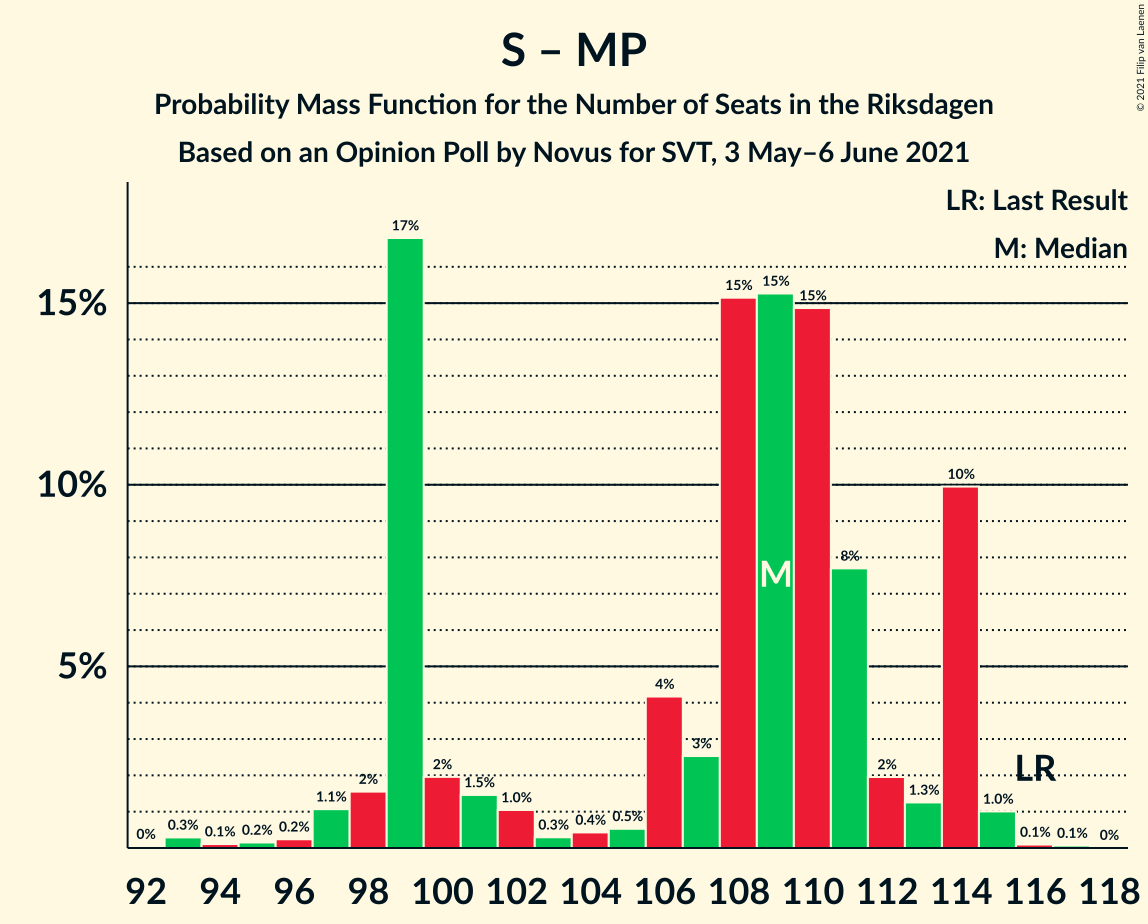 S – MP
Probability Mass Function for the Number of Seats in the Riksdagen
Based on an Opinion Poll by Novus for SVT, 3 May–6 June 2021
© 2021 Filip van Laenen
LR: Last Result
M: Median
15%
10%
5%
0% 0.3% 0.1% 0.2% 0.2% 1.1% 2% 17% 2% 1.5% 1.0% 0.3% 0.4% 0.5% 4% 3% 15% 15% 15% 8% 2% 1.3% 10% 1.0% 0.1% 0.1% 0%
M
LR
92 94 96 98 100 102 104 106 108 110 112 114 116 118